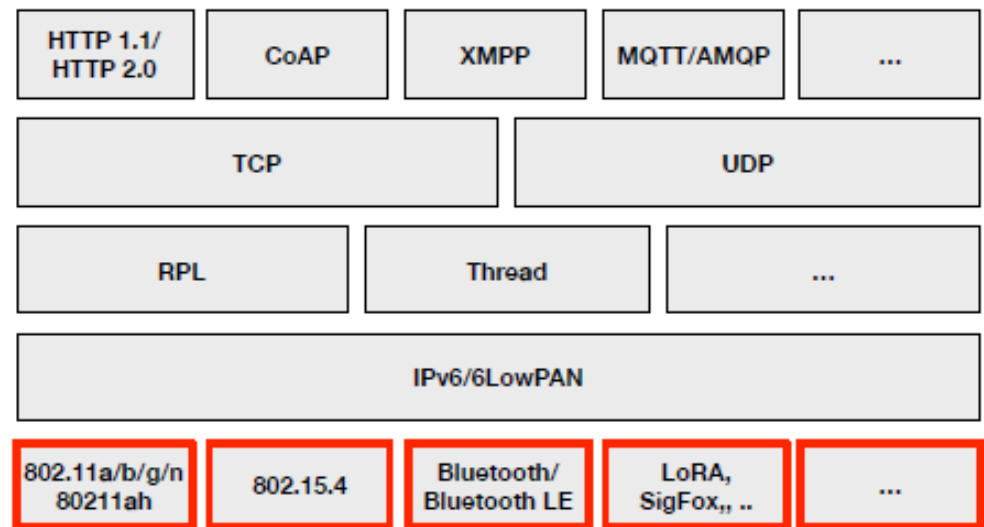 HTTP 1.1/
HTTP 2.0
CoAP
XMPP
MQTT/AMQP
...
TCP
UDP
RPL
Thread
...
IPv6/6LowPAN
802.11a/b/g/n
80211ah
802.15.4
Bluetooth/
Bluetooth LE
LoRA,
SigFox,, ..
...